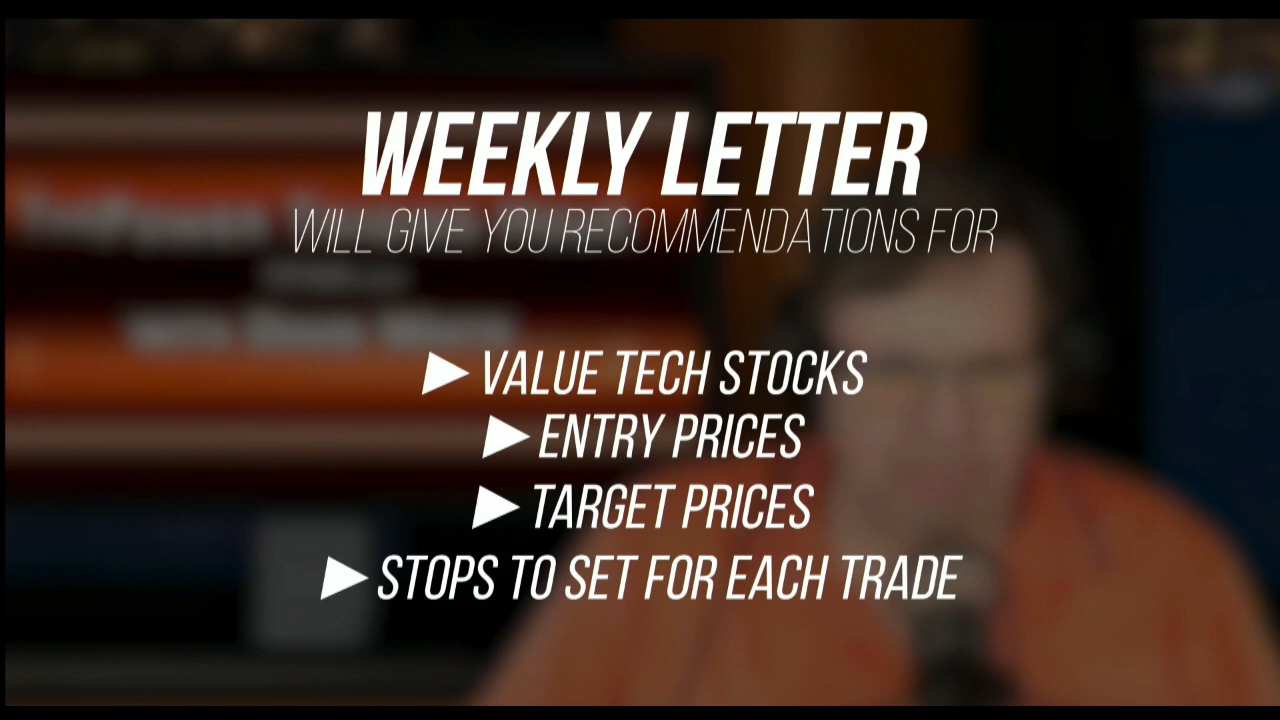 WEEKLY LETTER
WILL GIVE YOU RECOMMENDATIONS FOR
▶ VALUE TECH STOCKS
▶ ENTRY PRICES
▶ TARGET PRICES
▶ STOPS TO SET FOR EACH TRADE